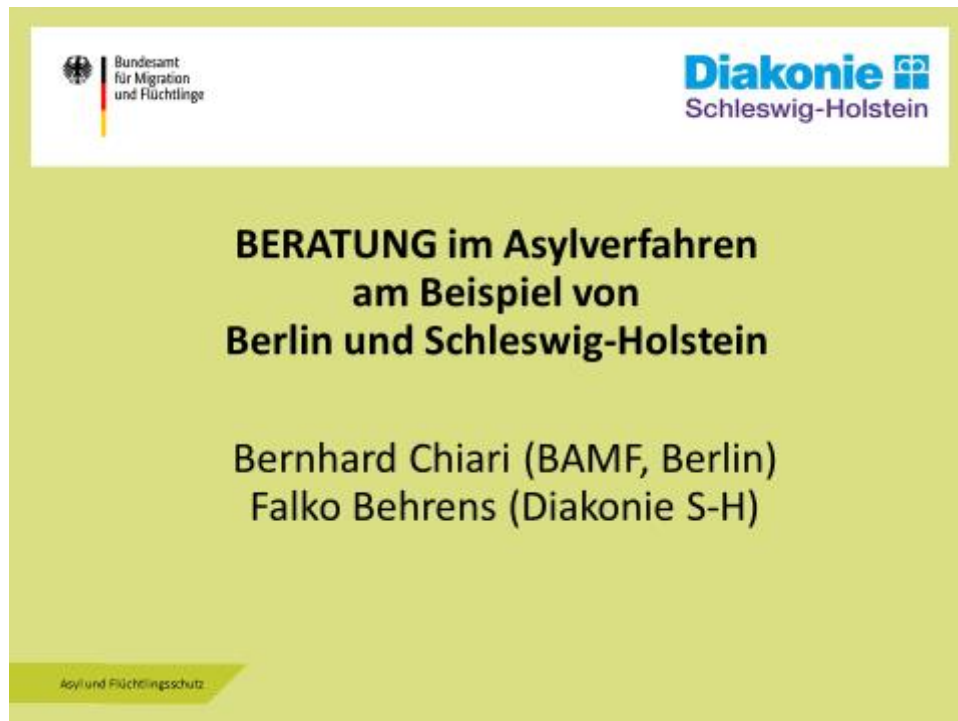 Bundesamt
für Migration
und Flüchtlinge
Diakonie
Schleswig-Holstein
BERATUNG im Asylverfahren
am Beispiel von
Berlin und Schleswig-Holstein
Bernhard Chiari (BAMF, Berlin)
Falko Behrens (Diakonie S-H)
Asyl und Flüchtlingsschutz